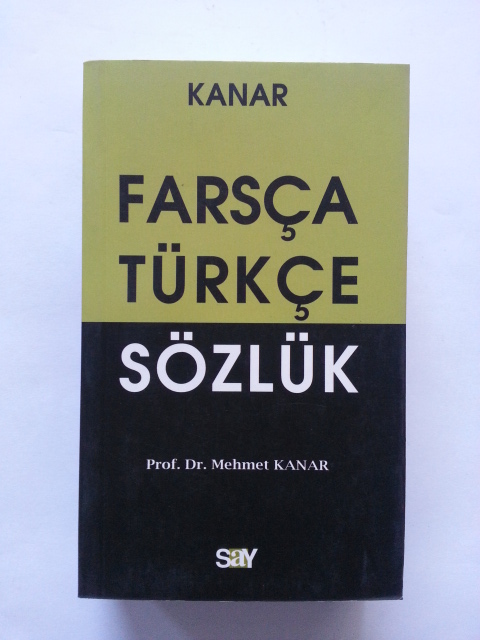 KANAR
FARSÇA
TÜRKÇE
SÖZLÜK
Prof. Dr. Mehmet KANAR
SAY